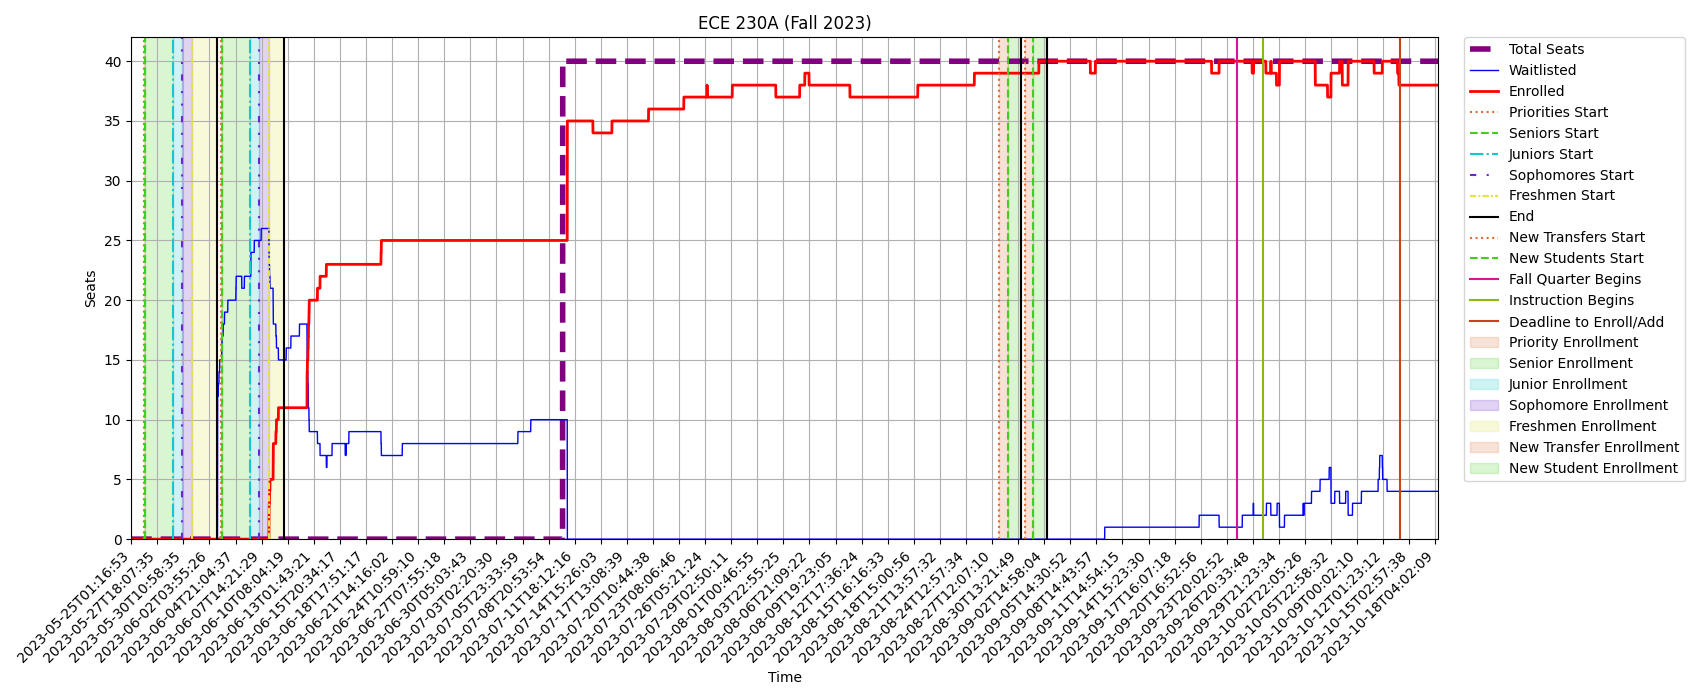 ECE 230A (Fall 2023)
Seats
40
35
30
25
20
15
10
5
0
2023-05-25T01:16:53
2023-05-27T18:07:35
2023-05-30T10:58:35
2023-06-02T03:55:26
2023-06-04T21:04:37
2023-06-07T14:21:29
2023-06-10T08:04:19
2023-06-13T01:43:21
2023-06-15T20:34:17
2023-06-18T17:51:17
2023-06-21T14:16:02
2023-06-24T10:59:10
2023-06-27T07:55:18
2023-06-30T05:03:43
2023-07-03T02:20:30
2023-07-05T23:33:59
2023-07-08T20:53:54
2023-07-11T18:12:16
2023-07-14T15:26:03
2023-07-17T13:08:39
2023-07-20T10:44:38
2023-07-23T08:06:46
2023-07-26T05:21:24
2023-07-29T02:50:11
2023-08-01T00:46:55
2023-08-03T22:55:25
2023-08-06T21:09:22
2023-08-09T19:23:05
2023-08-12T17:36:24
2023-08-15T16:16:33
2023-08-18T15:00:56
2023-08-21T13:57:32
2023-08-24T12:57:34
2023-08-27T12:07:10
2023-08-30T13:21:49
2023-09-02T14:58:04
2023-09-05T14:30:52
2023-09-08T14:43:57
2023-09-11T14:54:15
2023-09-14T15:23:30
2023-09-17T16:07:18
2023-09-20T16:52:56
2023-09-23T20:02:52
2023-09-26T20:33:48
2023-09-29T21:23:34
2023-10-02T22:05:26
2023-10-05T22:58:32
2023-10-09T00:02:10
2023-10-12T01:23:12
2023-10-15T02:57:38
2023-10-18T04:02:09
Time
Total Seats
Waitlisted
Enrolled
Priorities Start
Seniors Start
Juniors Start
Sophomores Start
Freshmen Start
End
New Transfers Start
New Students Start
Fall Quarter Begins
Instruction Begins
Deadline to Enroll/Add
Priority Enrollment
Senior Enrollment
Junior Enrollment
Sophomore Enrollment
Freshmen Enrollment
New Transfer Enrollment
New Student Enrollment